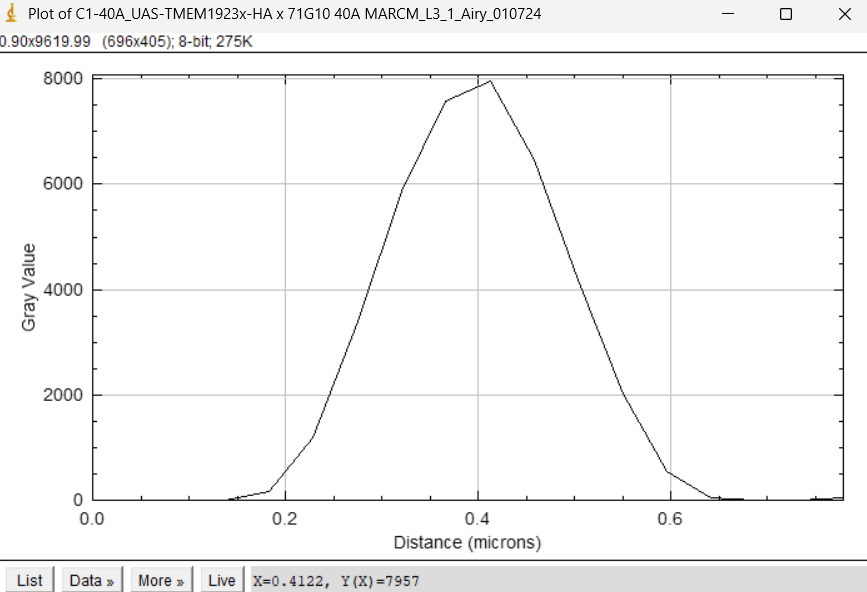 Plot of C1-40A_UAS-TMEM1923x-HA x 71G10 40A MARCM_L3_1_Airy_010724
0.90x9619.99 (696x405); 8-bit; 275K
8000
6000
4000
2000
0
Gray Value
0.0 0.2 0.4 0.6
Distance (microns)
List Data » More » Live X=0.4122, Y(X)=7957